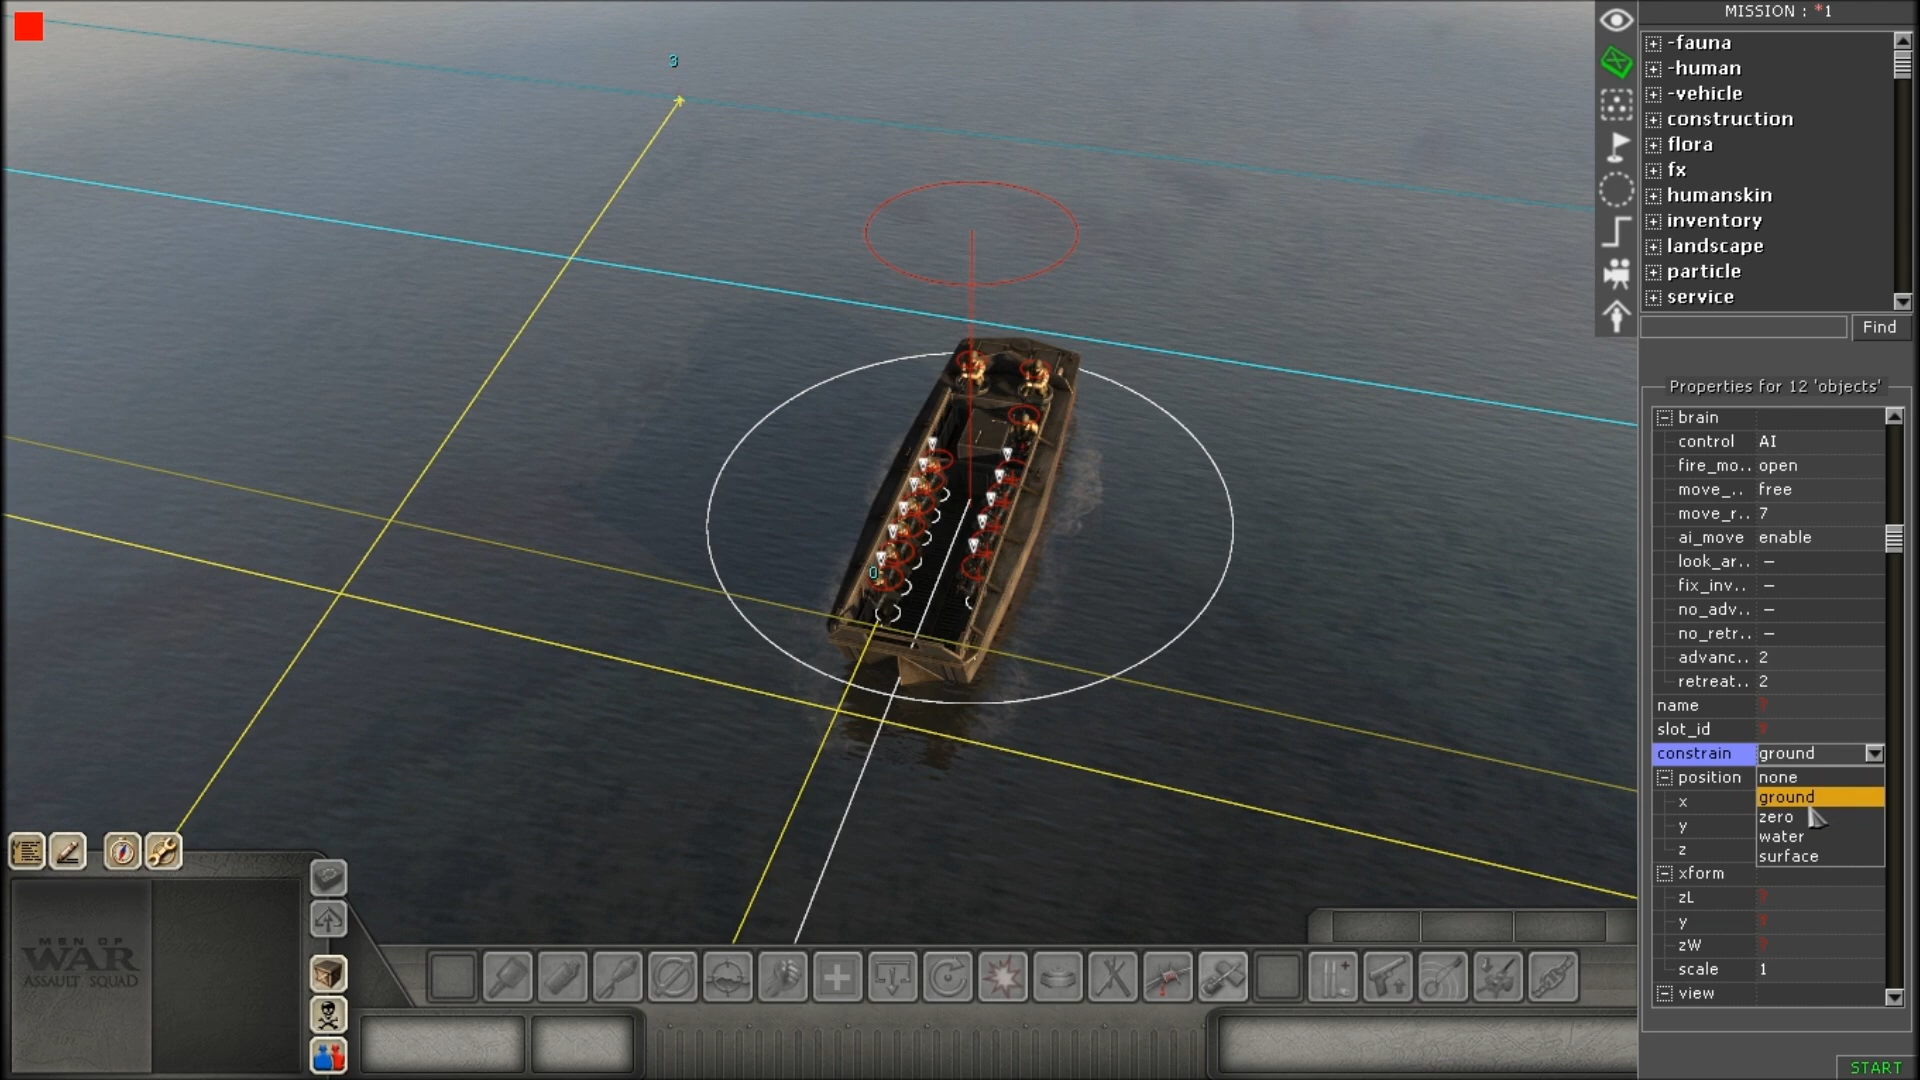 3
0
MISSION : *1
-fauna
-human
-vehicle
construction
flora
fx
humanskin
inventory
landscape
particle
service
Find
Properties for 12 'objects'
brain
control AI
fire_mo.. open
move_.. free
move_r.. 7
ai_move enable
look_ar.. –
fix_inv.. –
no_adv.. –
no_retr.. –
advanc.. 2
retreat.. 2
name ?
slot_id ?
constrain ground
position none
ground
x
zero
y
water
z
surface
xform
zL ?
y ?
zW ?
scale 1
view
MEN OF
WAR
ASSAULT SQUAD
START